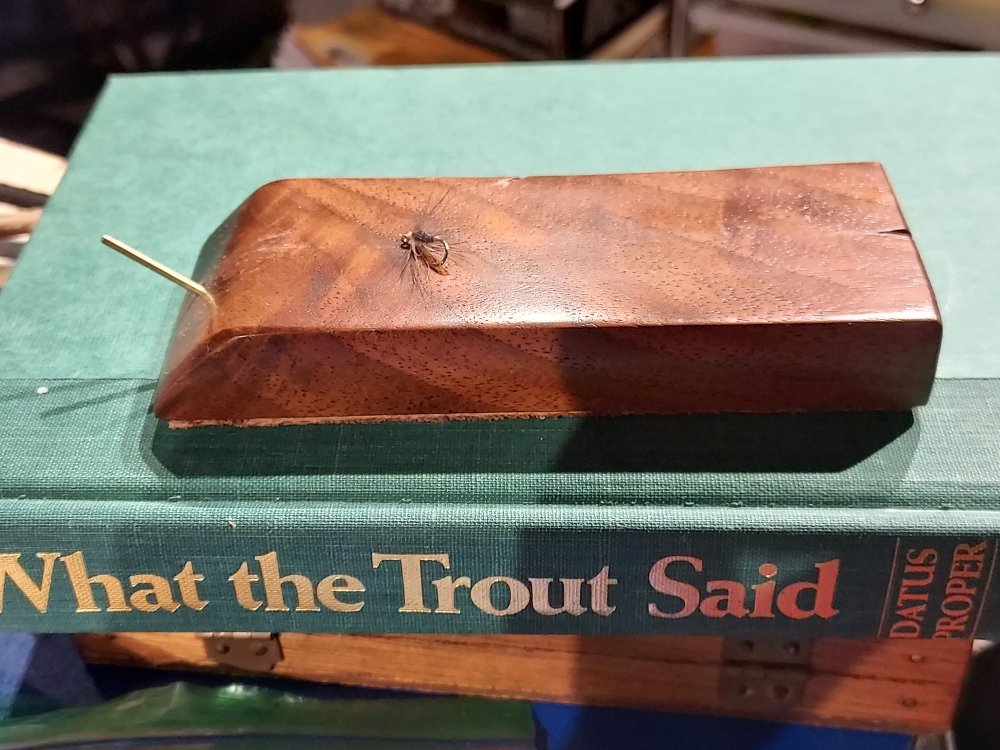 What the Trout Said
DATUS
PROPER